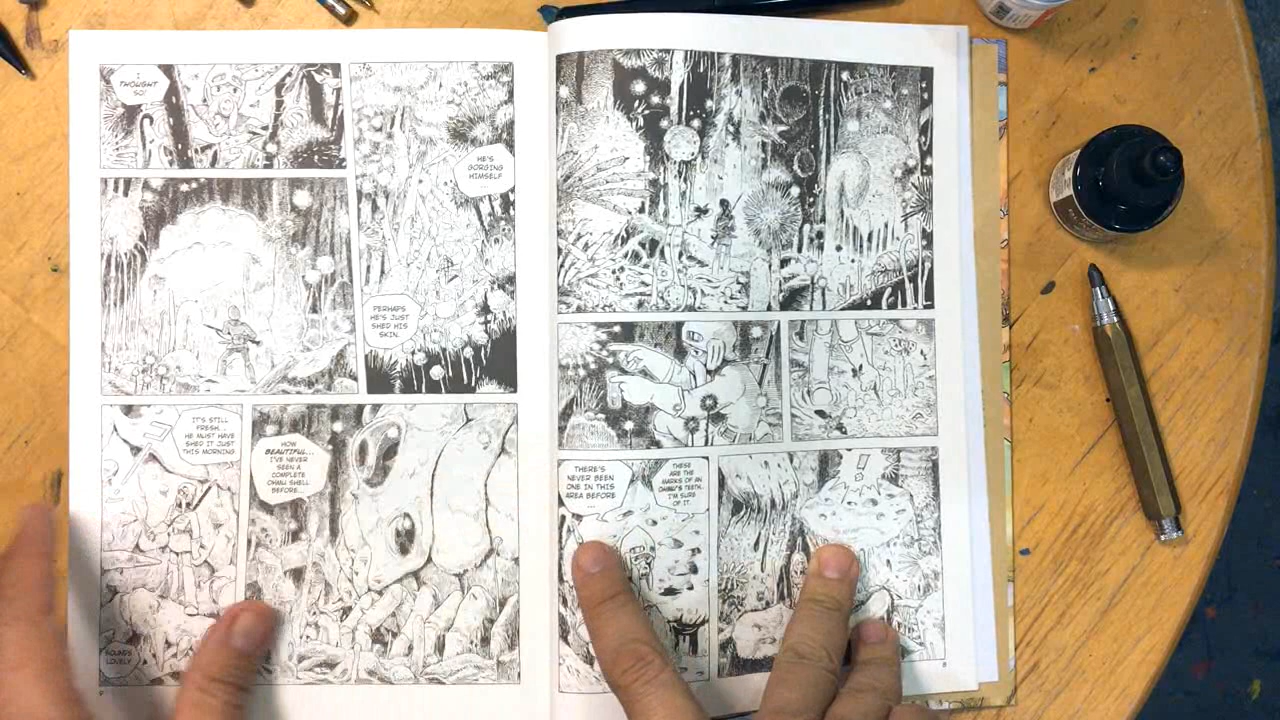 I
THOUGHT
SO!
HE'S
GORGING
HIMSELF
...
PERHAPS
HE'S JUST
SHED HIS
SKIN.
IT'S STILL
FRESH...
HE MUST HAVE
SHED IT JUST
THIS MORNING
HOW
BEAUTIFUL...
I'VE NEVER
SEEN A
COMPLETE
OHMU SHELL
BEFORE...
SOUNDS
LOVELY
THERE'S
NEVER BEEN
ONE IN THIS
AREA BEFORE
...
THESE
ARE THE
MARKS OF AN
OHMU'S TEETH.
I'M SURE
OF IT.
!
8